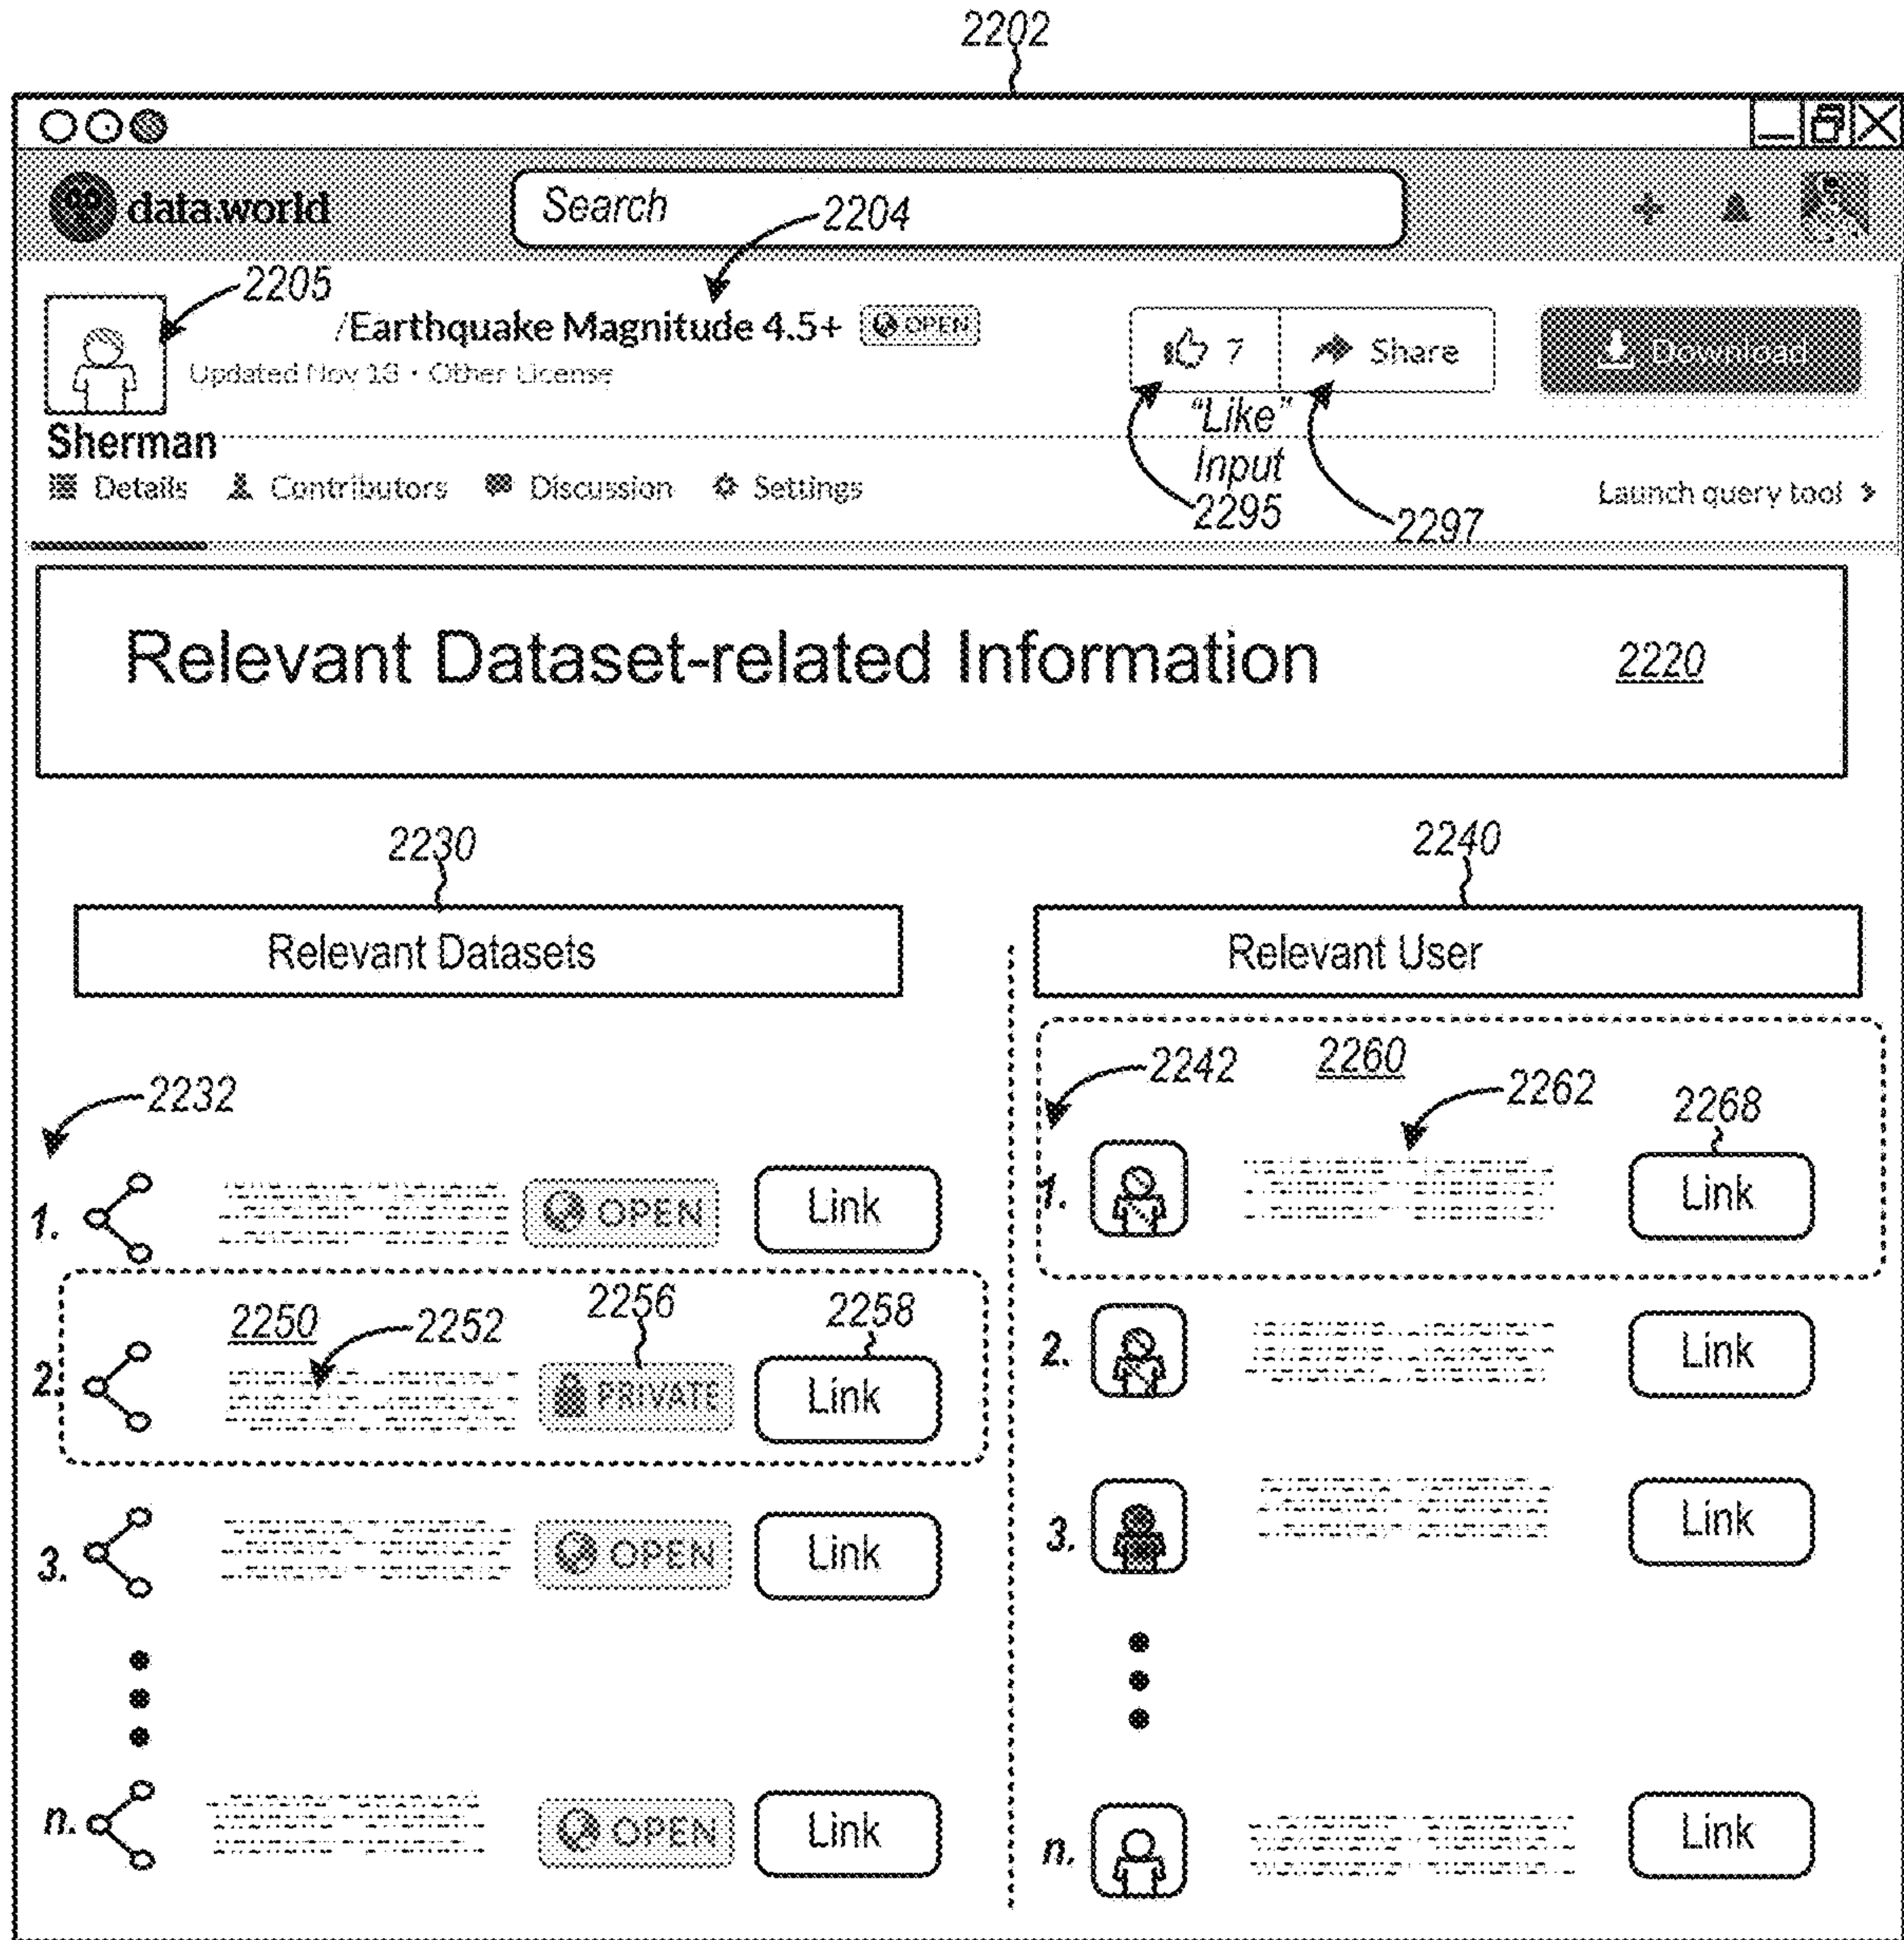 2202
data.world
Search
2204
2205
/Earthquake Magnitude 4.5+ OPEN
7 Share Download
Updated Nov 13 • Other License
"Like"
Input
Sherman
Details Contributors Discussion Settings
Launch query tool >
2295
2297
Relevant Dataset-related Information 2220
2230
2240
Relevant Datasets
Relevant User
2232
1. OPEN Link
2250 2252 2256 2258
2. PRIVATE Link
3. OPEN Link
n. OPEN Link
2242 2260 2262 2268
1. Link
2. Link
3. Link
n. Link